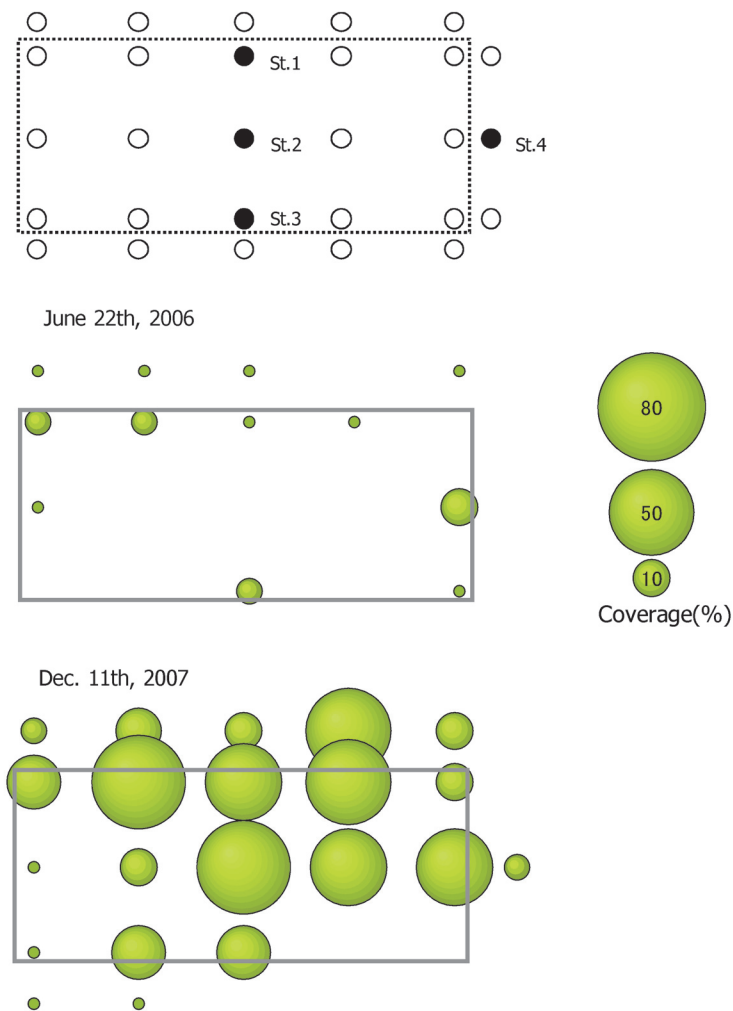 St.1
St.2
St.4
St.3
June 22th, 2006
80
50
10
Coverage(%)
Dec. 11th, 2007